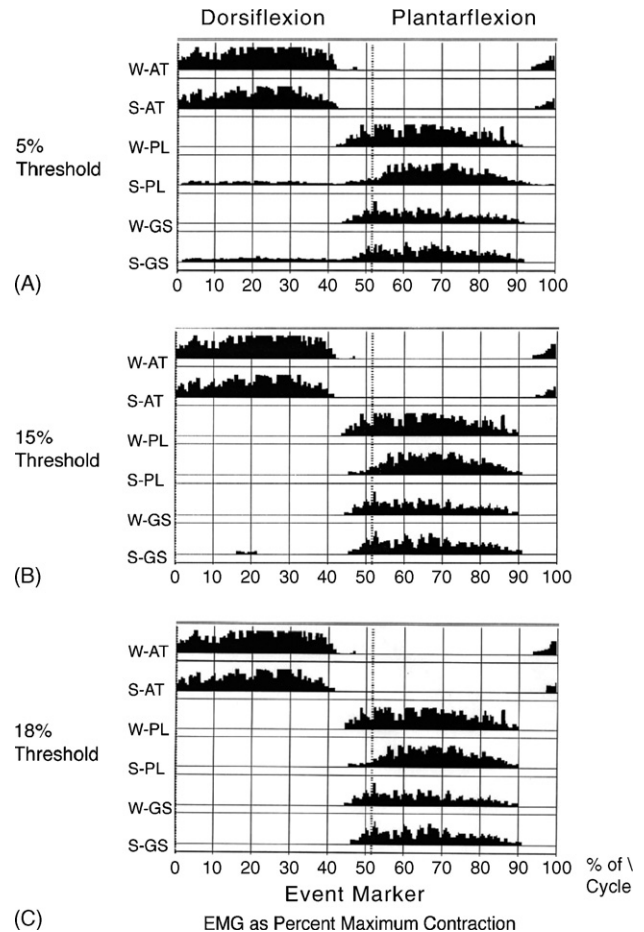 Dorsiflexion Plantarflexion
W-AT
S-AT
5%
Threshold
W-PL
S-PL
W-GS
S-GS
(A)
0 10 20 30 40 50 60 70 80 90 100
W-AT
S-AT
15%
Threshold
W-PL
S-PL
W-GS
S-GS
(B)
0 10 20 30 40 50 60 70 80 90 100
W-AT
S-AT
18%
Threshold
W-PL
S-PL
W-GS
S-GS
0 10 20 30 40 50 60 70 80 90 100
% of \
Cycle
Event Marker
(C)
EMG as Percent Maximum Contraction